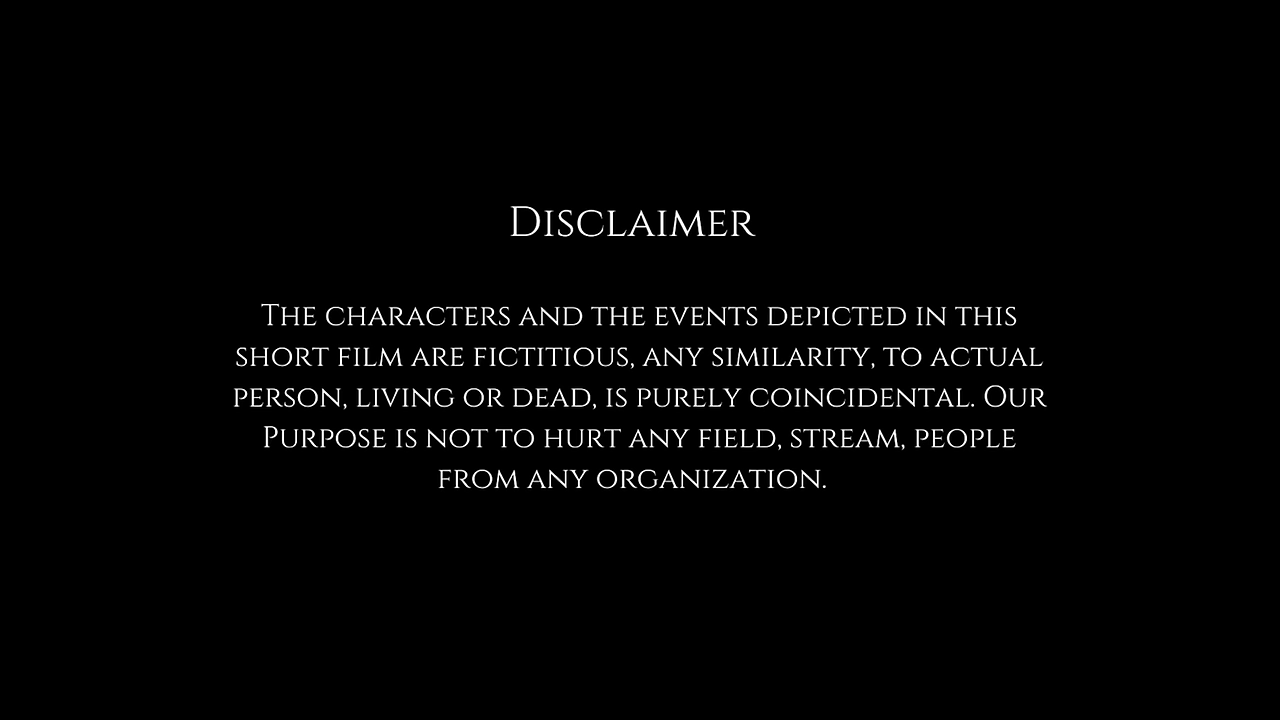 Disclaimer
The characters and the events depicted in this
short film are fictitious, any similarity, to actual
person, living or dead, is purely coincidental. Our
Purpose is not to hurt any field, stream, people
from any organization.